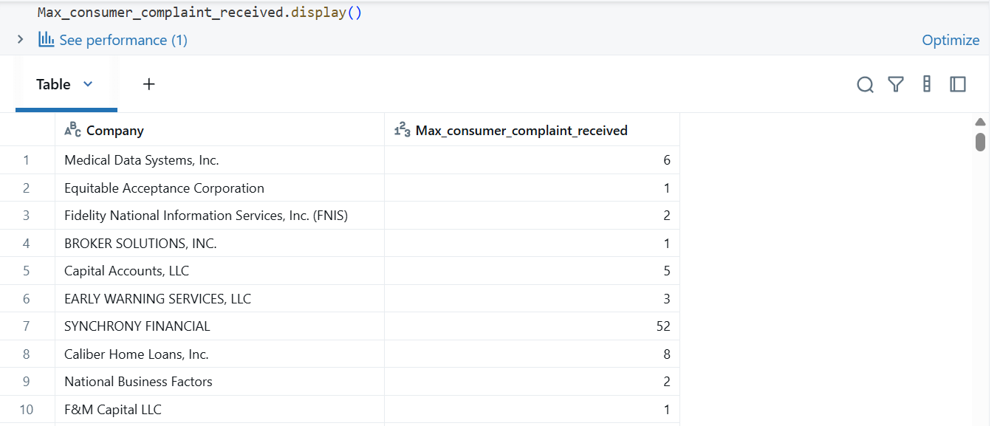 Max_consumer_complaint_received.display()
See performance (1) Optimize
Table +
ABC Company 123 Max_consumer_complaint_received
1 Medical Data Systems, Inc. 6
2 Equitable Acceptance Corporation 1
3 Fidelity National Information Services, Inc. (FNIS) 2
4 BROKER SOLUTIONS, INC. 1
5 Capital Accounts, LLC 5
6 EARLY WARNING SERVICES, LLC 3
7 SYNCHRONY FINANCIAL 52
8 Caliber Home Loans, Inc. 8
9 National Business Factors 2
10 F&M Capital LLC 1